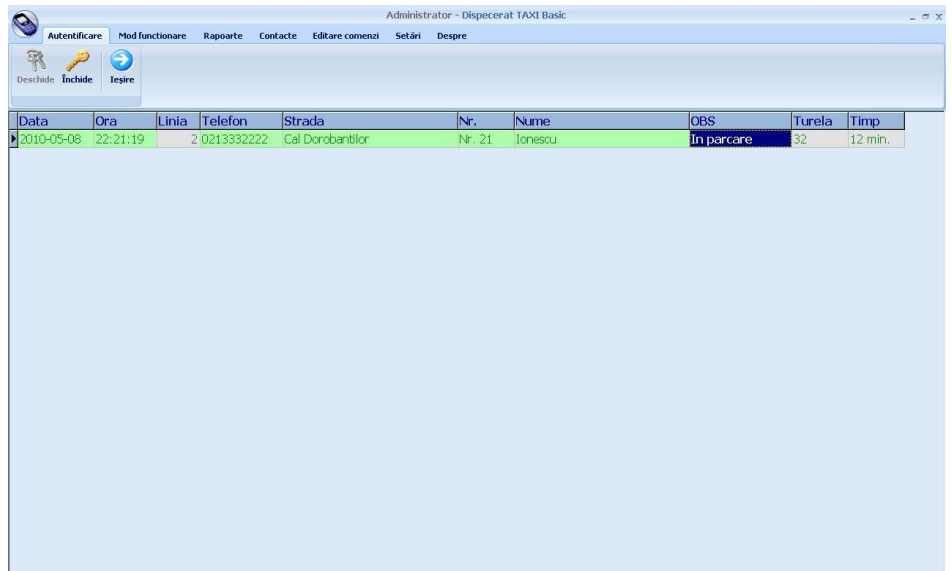 Administrator - Dispecerat TAXI Basic
Autentificare Mod functionare Rapoarte Contacte Editare comenzi Setări Despre
Deschide Închide Ieşire
Data Ora Linia Telefon Strada Nr. Nume OBS Turela Timp
2010-05-08 22:21:19 2 0213332222 Cal Dorobantilor Nr. 21 Ionescu In parcare 32 12 min.